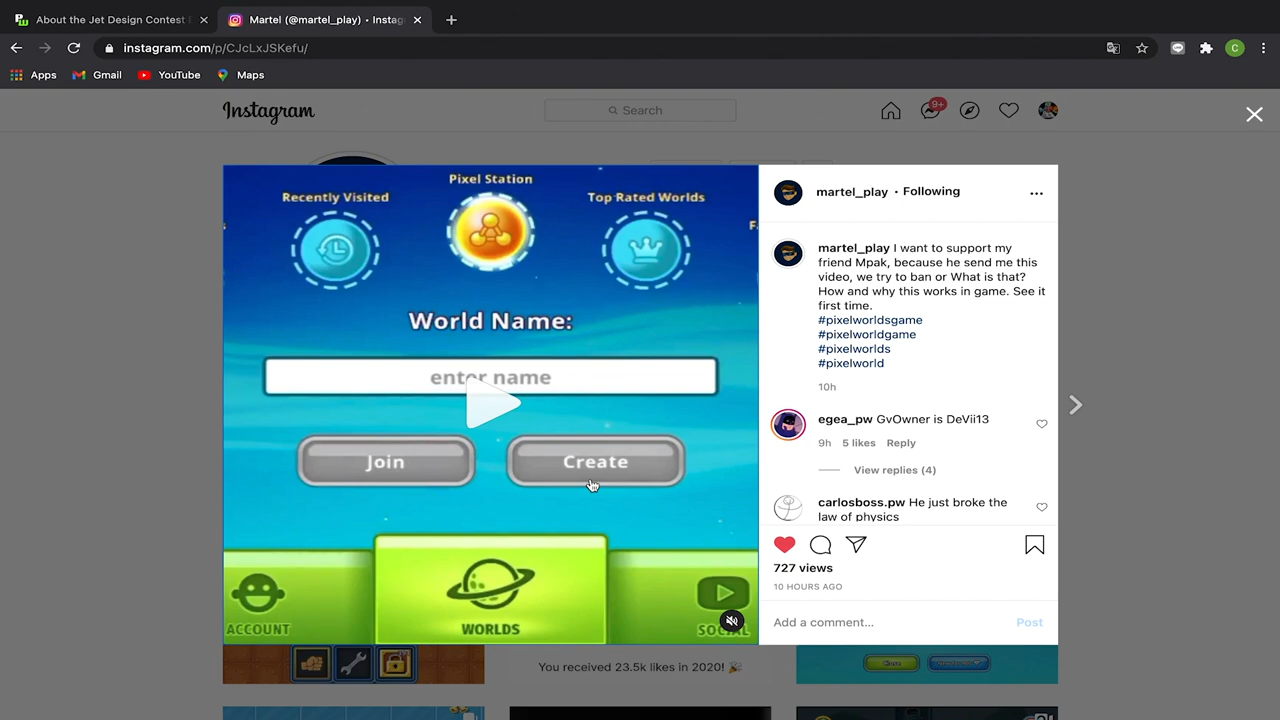 About the Jet Design Contest
Martel (@martel_play) • Instag
instagram.com/p/CJcLxJSKefu/
C
Apps
Gmail
YouTube
Maps
Instagram
Search
9+
Recently Visited
Pixel Station
Top Rated Worlds
World Name:
enter name
Join
Create
ACCOUNT
WORLDS
SOCIAL
martel_play • Following
martel_play I want to support my
friend Mpak, because he send me this
video, we try to ban or What is that?
How and why this works in game. See it
first time.
#pixelworldsgame
#pixelworldgame
#pixelworlds
#pixelworld
10h
egea_pw GvOwner is DeVii13
9h 5 likes Reply
View replies (4)
carlosboss.pw He just broke the
law of physics
727 views
10 HOURS AGO
Add a comment...
Post
You received 23.5k likes in 2020! 🎉
Close